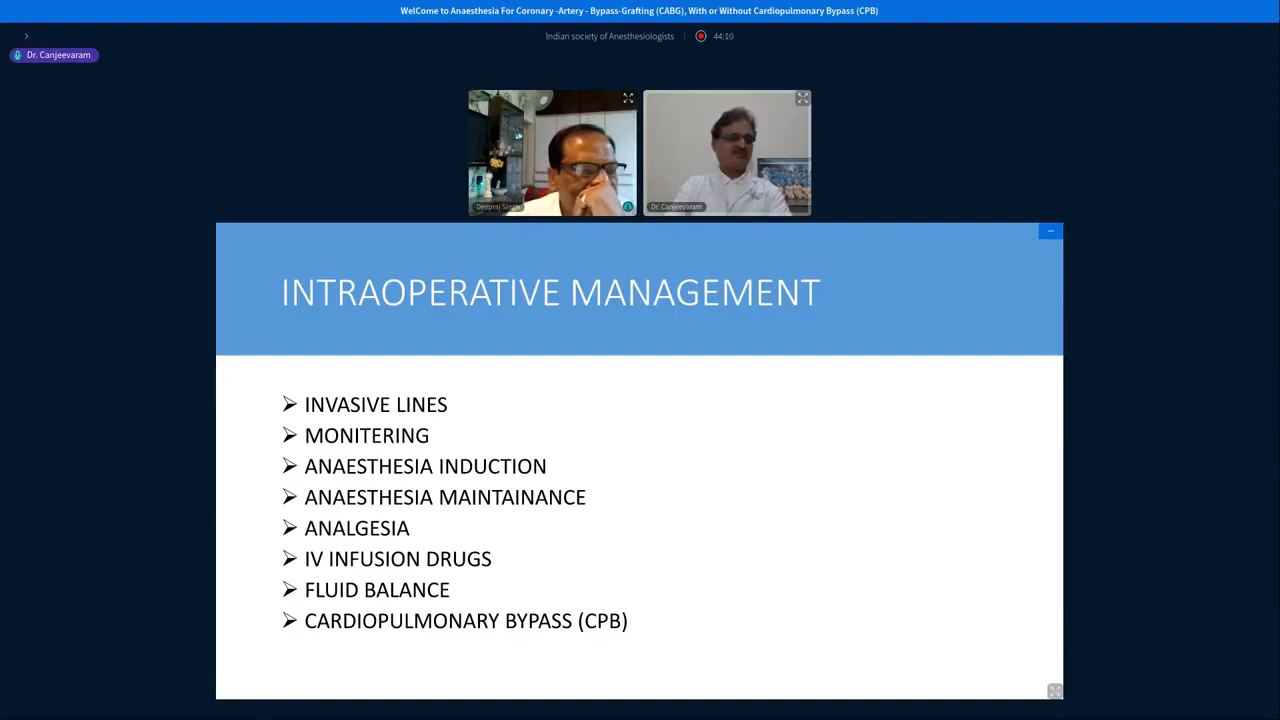 WelCome to Anaesthesia For Coronary -Artery - Bypass-Grafting (CABG), With or Without Cardiopulmonary Bypass (CPB)
Indian society of Anesthesiologists
44:10
Dr. Canjeevaram
Deepraj Singh
Dr. Canjeevaram
INTRAOPERATIVE MANAGEMENT
➢ INVASIVE LINES
➢ MONITERING
➢ ANAESTHESIA INDUCTION
➢ ANAESTHESIA MAINTAINANCE
➢ ANALGESIA
➢ IV INFUSION DRUGS
➢ FLUID BALANCE
➢ CARDIOPULMONARY BYPASS (CPB)